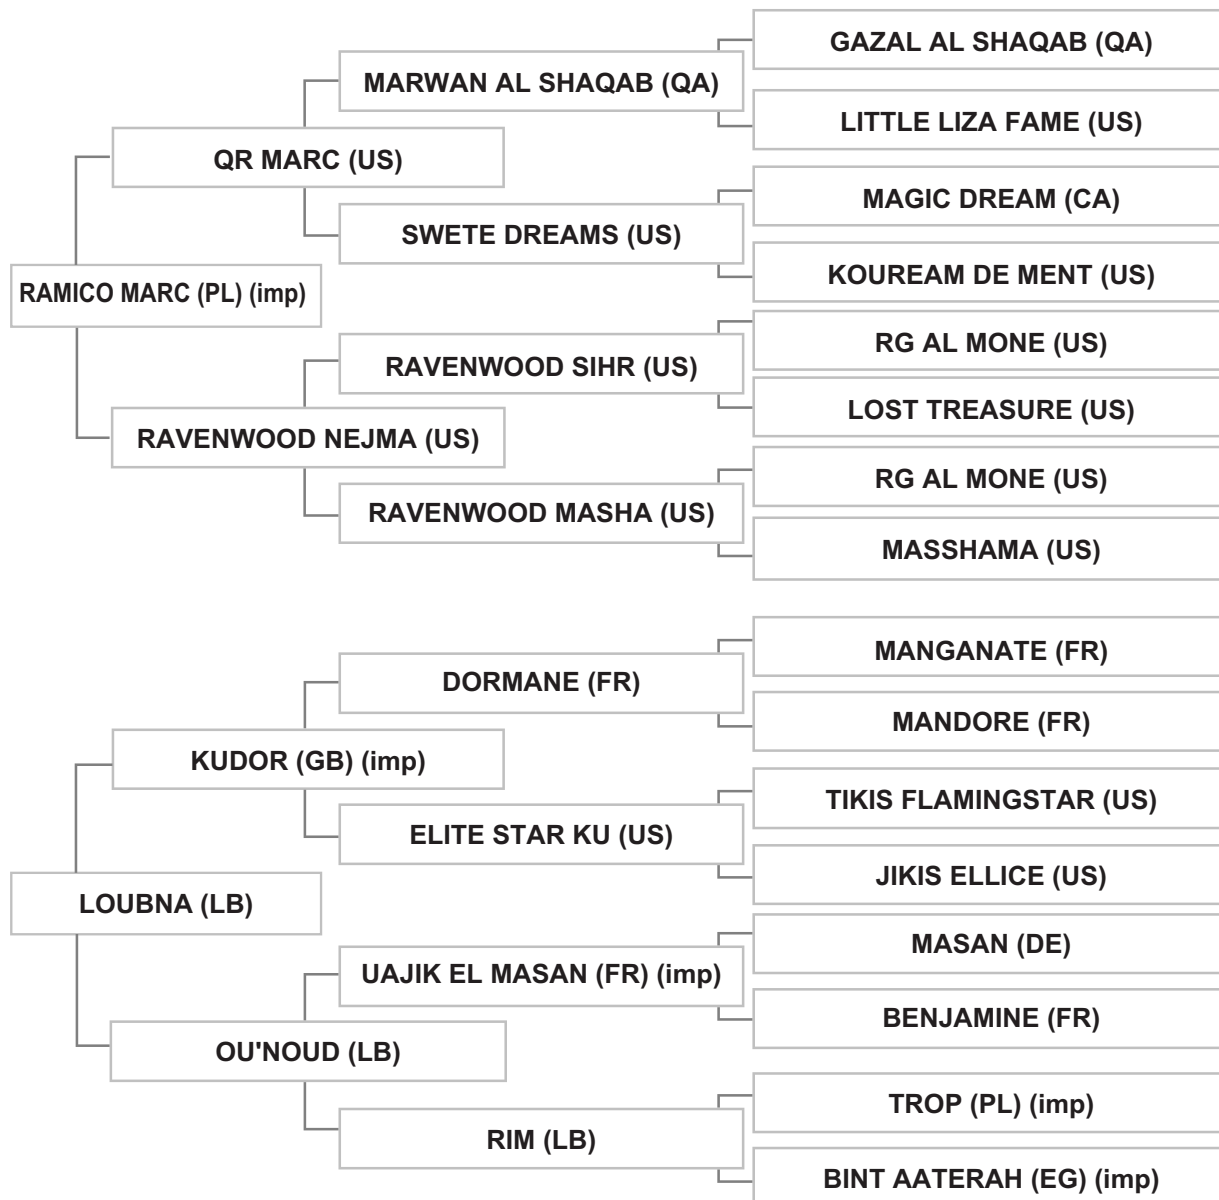 GAZAL AL SHAQAB (QA)
MARWAN AL SHAQAB (QA)
LITTLE LIZA FAME (US)
QR MARC (US)
MAGIC DREAM (CA)
SWETE DREAMS (US)
KOUREAM DE MENT (US)
RAMICO MARC (PL) (imp)
RG AL MONE (US)
RAVENWOOD SIHR (US)
LOST TREASURE (US)
RAVENWOOD NEJMA (US)
RG AL MONE (US)
RAVENWOOD MASHA (US)
MASSHAMA (US)
MANGANATE (FR)
DORMANE (FR)
MANDORE (FR)
KUDOR (GB) (imp)
TIKIS FLAMINGSTAR (US)
ELITE STAR KU (US)
JIKIS ELLICE (US)
LOUBNA (LB)
MASAN (DE)
UAJIK EL MASAN (FR) (imp)
BENJAMINE (FR)
OU'NOUD (LB)
TROP (PL) (imp)
RIM (LB)
BINT AATERAH (EG) (imp)